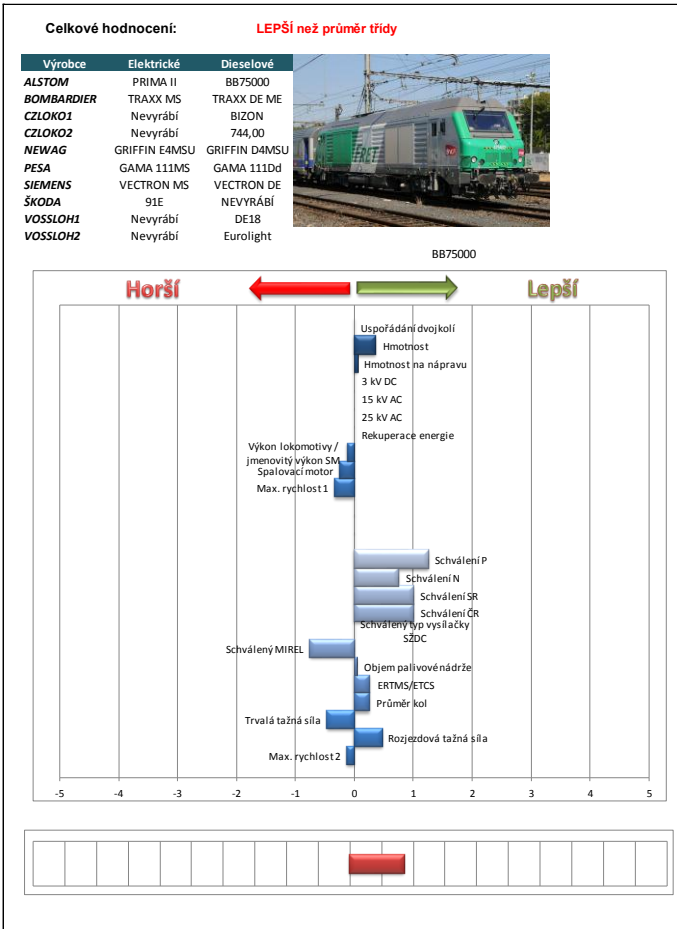 Celkové hodnocení: LEPŠÍ než průměr třídy
Výrobce Elektrické Dieselové
ALSTOM PRIMA II BB75000
BOMBARDIER TRAXX MS TRAXX DE ME
CZLOKO1 Nevyrábí BIZON
CZLOKO2 Nevyrábí 744,00
NEWAG GRIFFIN E4MSU GRIFFIN D4MSU
PESA GAMA 111MS GAMA 111Dd
SIEMENS VECTRON MS VECTRON DE
ŠKODA 91E NEVYRÁBÍ
VOSSLOH1 Nevyrábí DE18
VOSSLOH2 Nevyrábí Eurolight
BB75000
Horší Lepší
Uspořádání dvojkolí
Hmotnost
Hmotnost na nápravu
3 kV DC
15 kV AC
25 kV AC
Rekuperace energie
Výkon lokomotivy /
jmenovitý výkon SM
Spalovací motor
Max. rychlost 1
Schválení P
Schválení N
Schválení SR
Schválení ČR
Schválený typ vysílačky
SŽDC
Schválený MIREL
Objem palivové nádrže
ERTMS/ETCS
Průměr kol
Trvalá tažná síla
Rozjezdová tažná síla
Max. rychlost 2
-5 -4 -3 -2 -1 0 1 2 3 4 5